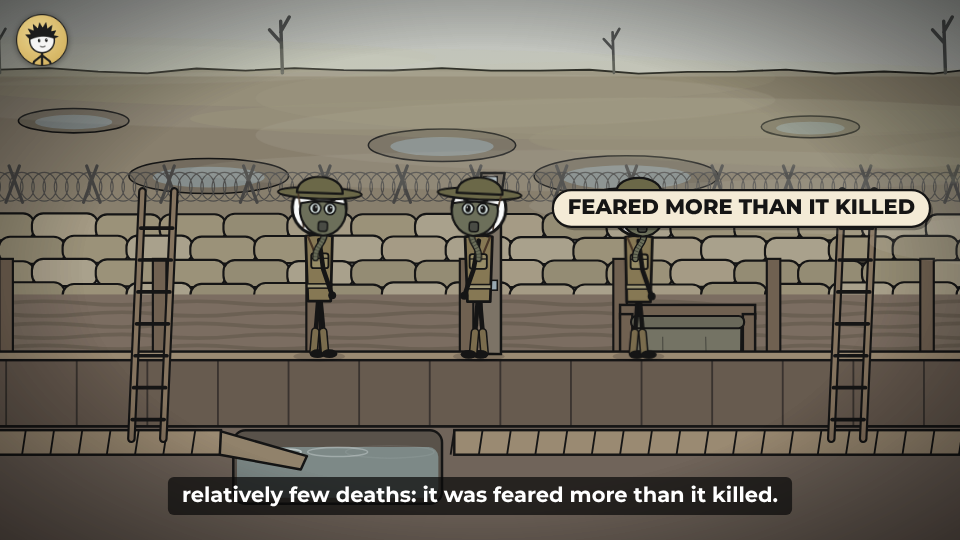 FEARED MORE THAN IT KILLED
relatively few deaths: it was feared more than it killed.